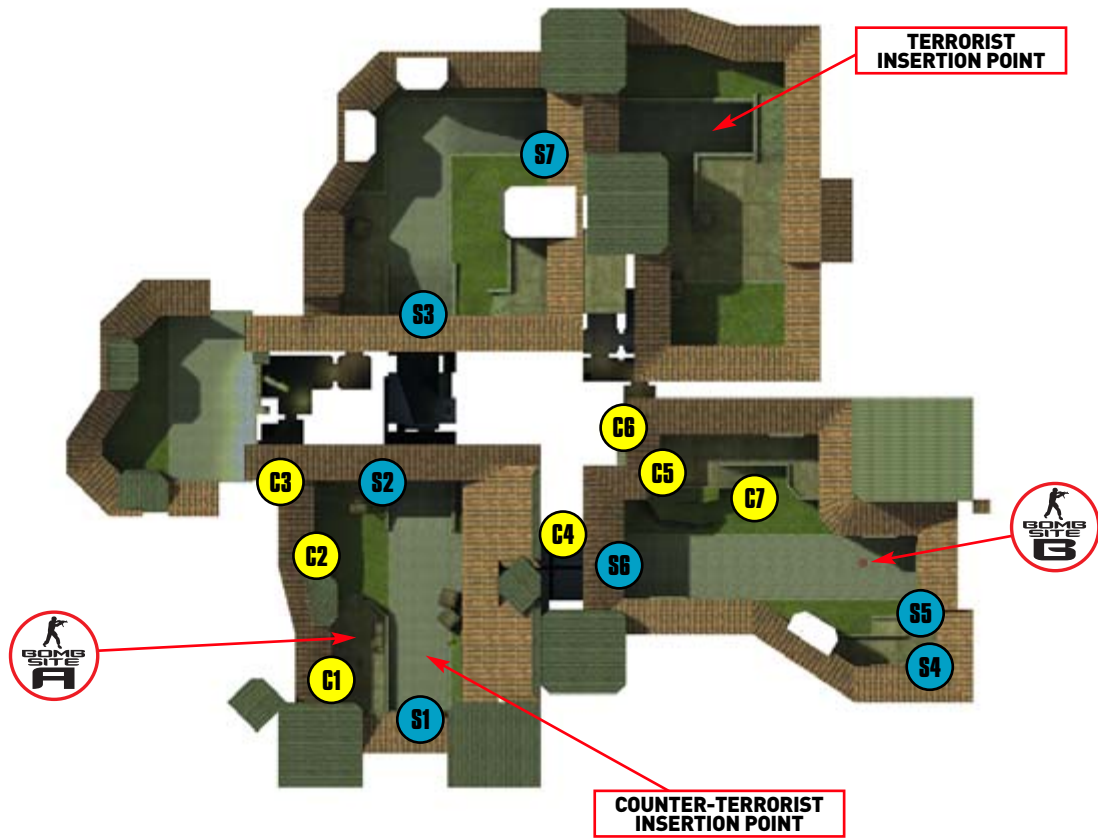 TERRORIST
INSERTION POINT
S7
S3
C6
C3
S2
C5
C7
C4
C2
S6
BOMB
SITE
B
S5
BOMB
SITE
A
C1
S4
S1
COUNTER-TERRORIST
INSERTION POINT